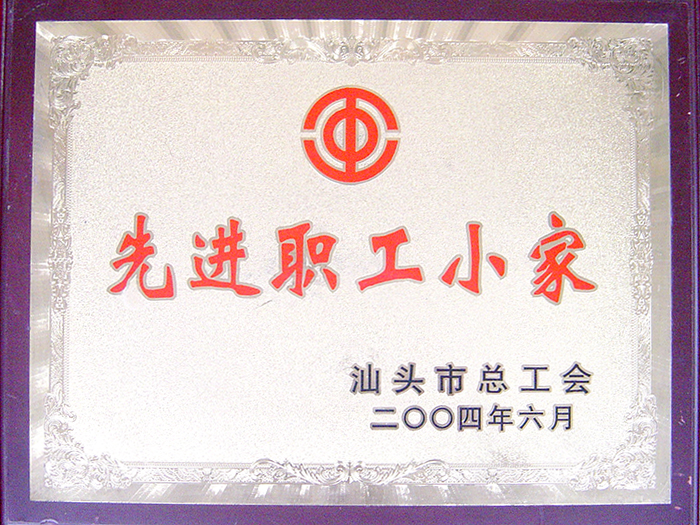 先进职工小家
汕头市总工会
二〇〇四年六月